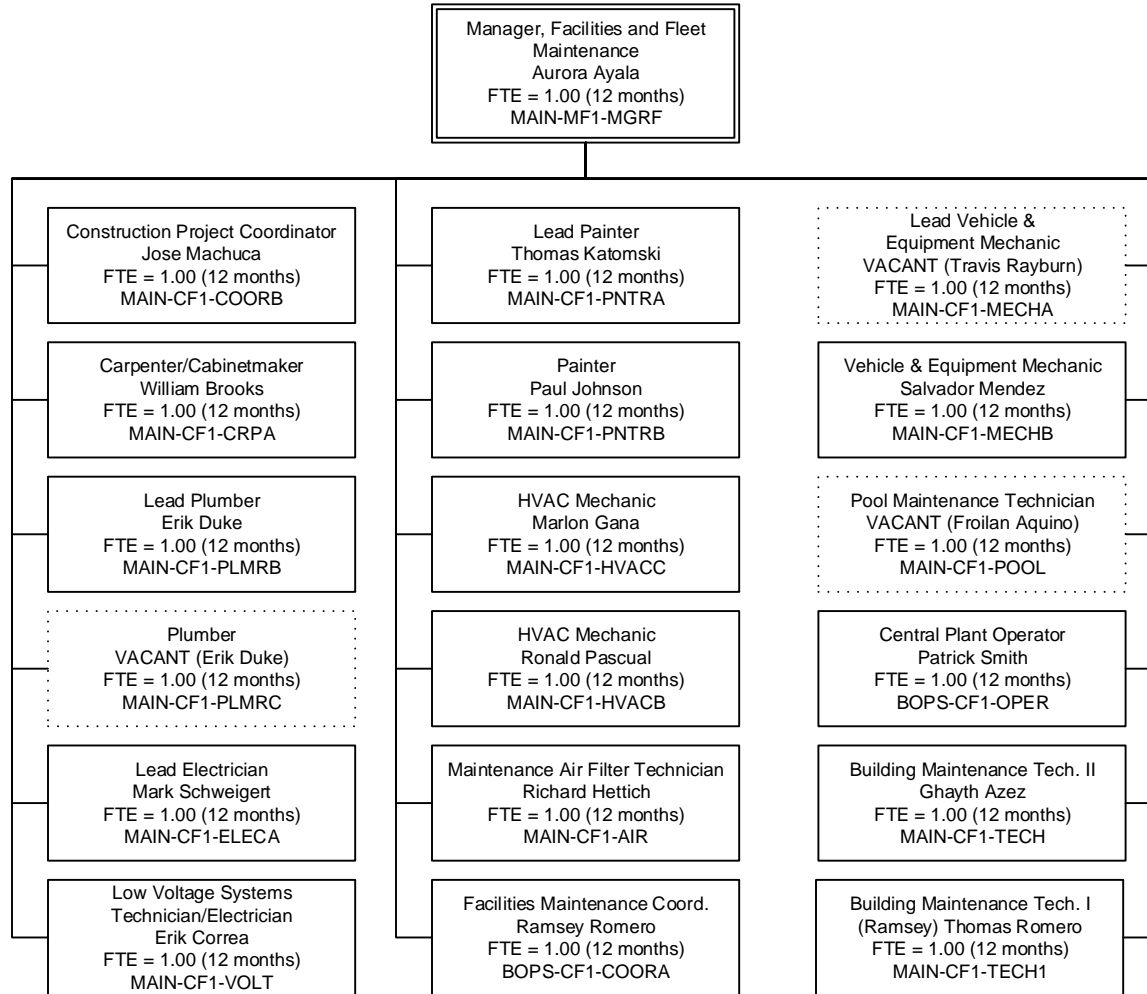 Manager, Facilities and Fleet
Maintenance
Aurora Ayala
FTE = 1.00 (12 months)
MAIN-MF1-MGRF
Construction Project Coordinator
Jose Machuca
FTE = 1.00 (12 months)
MAIN-CF1-COORB
Carpenter/Cabinetmaker
William Brooks
FTE = 1.00 (12 months)
MAIN-CF1-CRPA
Lead Plumber
Erik Duke
FTE = 1.00 (12 months)
MAIN-CF1-PLMRB
Plumber
VACANT (Erik Duke)
FTE = 1.00 (12 months)
MAIN-CF1-PLMRC
Lead Electrician
Mark Schweigert
FTE = 1.00 (12 months)
MAIN-CF1-ELECA
Low Voltage Systems
Technician/Electrician
Erik Correa
FTE = 1.00 (12 months)
MAIN-CF1-VOLT
Lead Painter
Thomas Katomski
FTE = 1.00 (12 months)
MAIN-CF1-PNTRA
Painter
Paul Johnson
FTE = 1.00 (12 months)
MAIN-CF1-PNTRB
HVAC Mechanic
Marlon Gana
FTE = 1.00 (12 months)
MAIN-CF1-HVACC
HVAC Mechanic
Ronald Pascual
FTE = 1.00 (12 months)
MAIN-CF1-HVACB
Maintenance Air Filter Technician
Richard Hettich
FTE = 1.00 (12 months)
MAIN-CF1-AIR
Facilities Maintenance Coord.
Ramsey Romero
FTE = 1.00 (12 months)
BOPS-CF1-COORA
Lead Vehicle &
Equipment Mechanic
VACANT (Travis Rayburn)
FTE = 1.00 (12 months)
MAIN-CF1-MECHA
Vehicle & Equipment Mechanic
Salvador Mendez
FTE = 1.00 (12 months)
MAIN-CF1-MECHB
Pool Maintenance Technician
VACANT (Froilan Aquino)
FTE = 1.00 (12 months)
MAIN-CF1-POOL
Central Plant Operator
Patrick Smith
FTE = 1.00 (12 months)
BOPS-CF1-OPER
Building Maintenance Tech. II
Ghayth Azez
FTE = 1.00 (12 months)
MAIN-CF1-TECH
Building Maintenance Tech. I
(Ramsey) Thomas Romero
FTE = 1.00 (12 months)
MAIN-CF1-TECH1